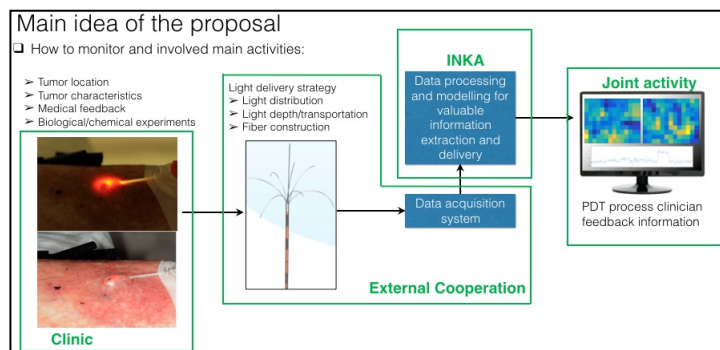 Main idea of the proposal
❑ How to monitor and involved main activities:
➢ Tumor location
➢ Tumor characteristics
➢ Medical feedback
➢ Biological/chemical experiments
Clinic
Light delivery strategy
➢ Light distribution
➢ Light depth/transportation
➢ Fiber construction
External Cooperation
Data acquisition
system
INKA
Data processing
and modelling for
valuable
information
extraction and
delivery
Joint activity
PDT process clinician
feedback information